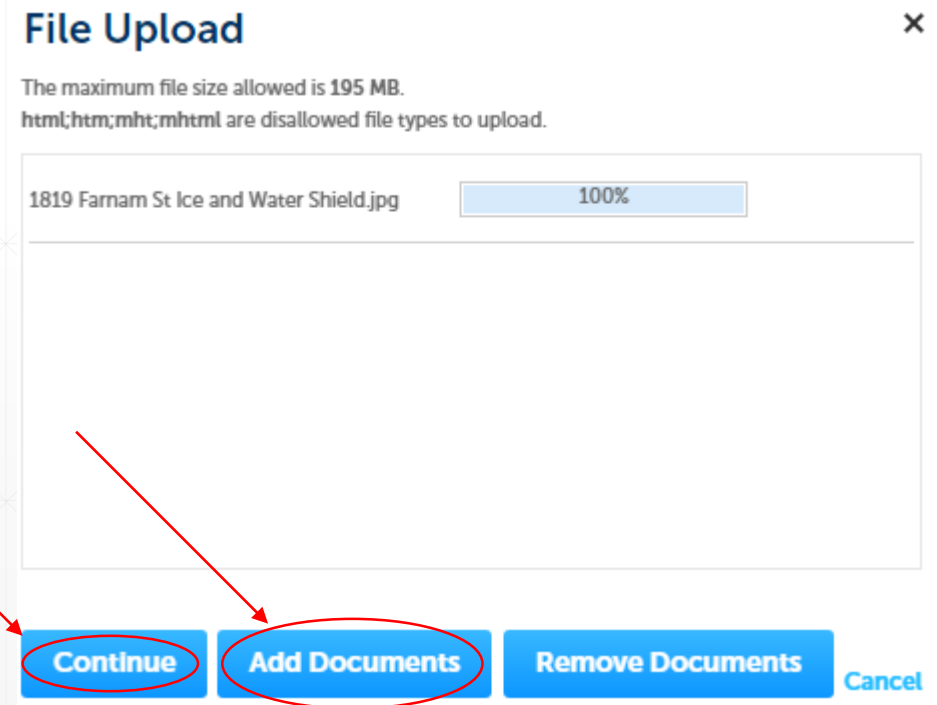 File Upload
×
The maximum file size allowed is 195 MB.
html;htm;mht;mhtml are disallowed file types to upload.
1819 Farnam St Ice and Water Shield.jpg 100%
Continue Add Documents Remove Documents Cancel